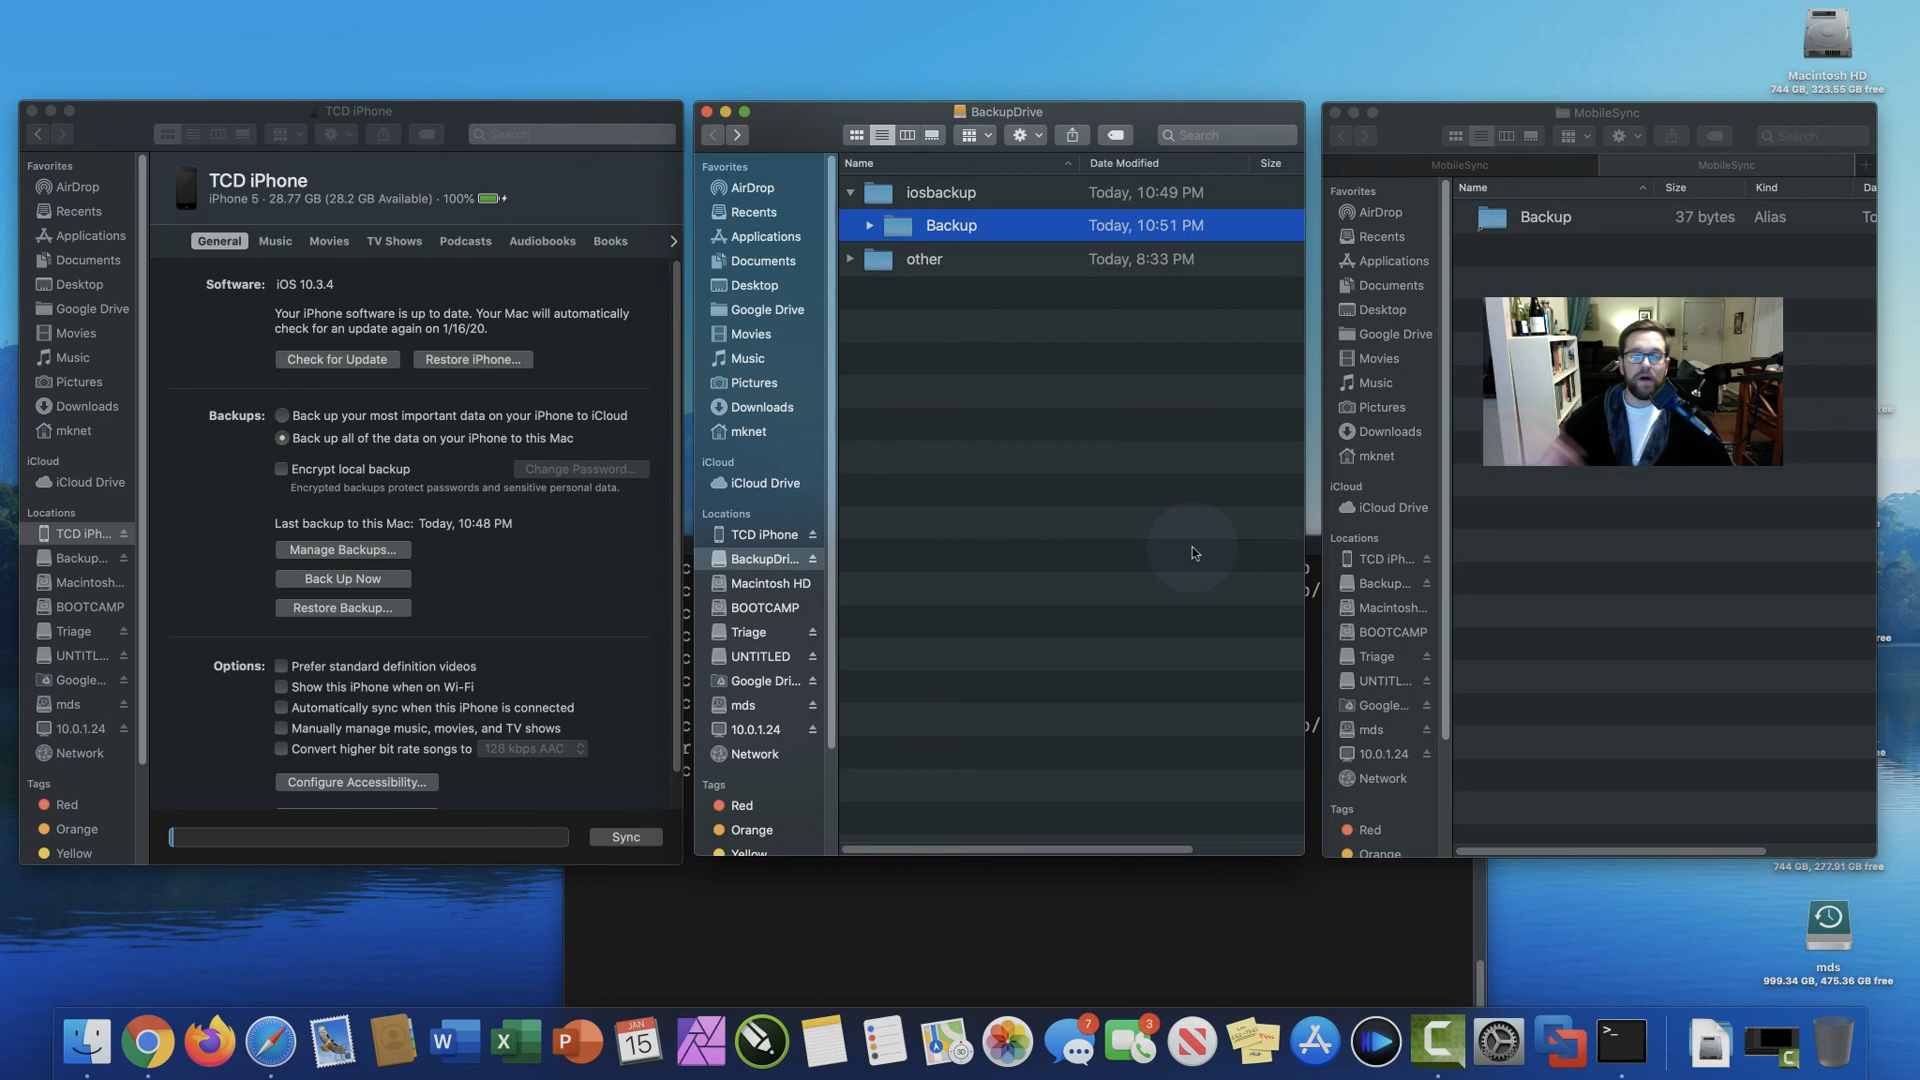 Macintosh HD
744 GB, 323.55 GB free
TCD iPhone
Search
Favorites
AirDrop
Recents
Applications
Documents
Desktop
Google Drive
Movies
Music
Pictures
Downloads
mknet
iCloud
iCloud Drive
Locations
TCD iPh...
Backup...
Macintosh...
BOOTCAMP
Triage
UNTITL...
Google...
mds
10.0.1.24
Network
Tags
Red
Orange
Yellow
TCD iPhone
iPhone 5 - 28.77 GB (28.2 GB Available) · 100%
General Music Movies TV Shows Podcasts Audiobooks Books
Software: iOS 10.3.4
Your iPhone software is up to date. Your Mac will automatically
check for an update again on 1/16/20.
Check for Update Restore iPhone...
Backups: Back up your most important data on your iPhone to iCloud
Back up all of the data on your iPhone to this Mac
Encrypt local backup Change Password...
Encrypted backups protect passwords and sensitive personal data.
Last backup to this Mac: Today, 10:48 PM
Manage Backups...
Back Up Now
Restore Backup...
Options: Prefer standard definition videos
Show this iPhone when on Wi-Fi
Automatically sync when this iPhone is connected
Manually manage music, movies, and TV shows
Convert higher bit rate songs to 128 kbps AAC
Configure Accessibility...
Sync
BackupDrive
Search
Favorites
AirDrop
Recents
Applications
Documents
Desktop
Google Drive
Movies
Music
Pictures
Downloads
mknet
iCloud
iCloud Drive
Locations
TCD iPhone
BackupDri...
Macintosh HD
BOOTCAMP
Triage
UNTITLED
Google Dri...
mds
10.0.1.24
Network
Tags
Red
Orange
Yellow
Name Date Modified Size
iosbackup Today, 10:49 PM
Backup Today, 10:51 PM
other Today, 8:33 PM
MobileSync
Search
MobileSync MobileSync
Favorites
AirDrop
Recents
Applications
Documents
Desktop
Google Drive
Movies
Music
Pictures
Downloads
mknet
iCloud
iCloud Drive
Locations
TCD iPh...
Backup...
Macintosh...
BOOTCAMP
Triage
UNTITL...
Google...
mds
10.0.1.24
Network
Tags
Red
Orange
Name Size Kind Da
Backup 37 bytes Alias To
744 GB, 277.91 GB free
mds
999.34 GB, 475.36 GB free
JAN
15
3D
7
3